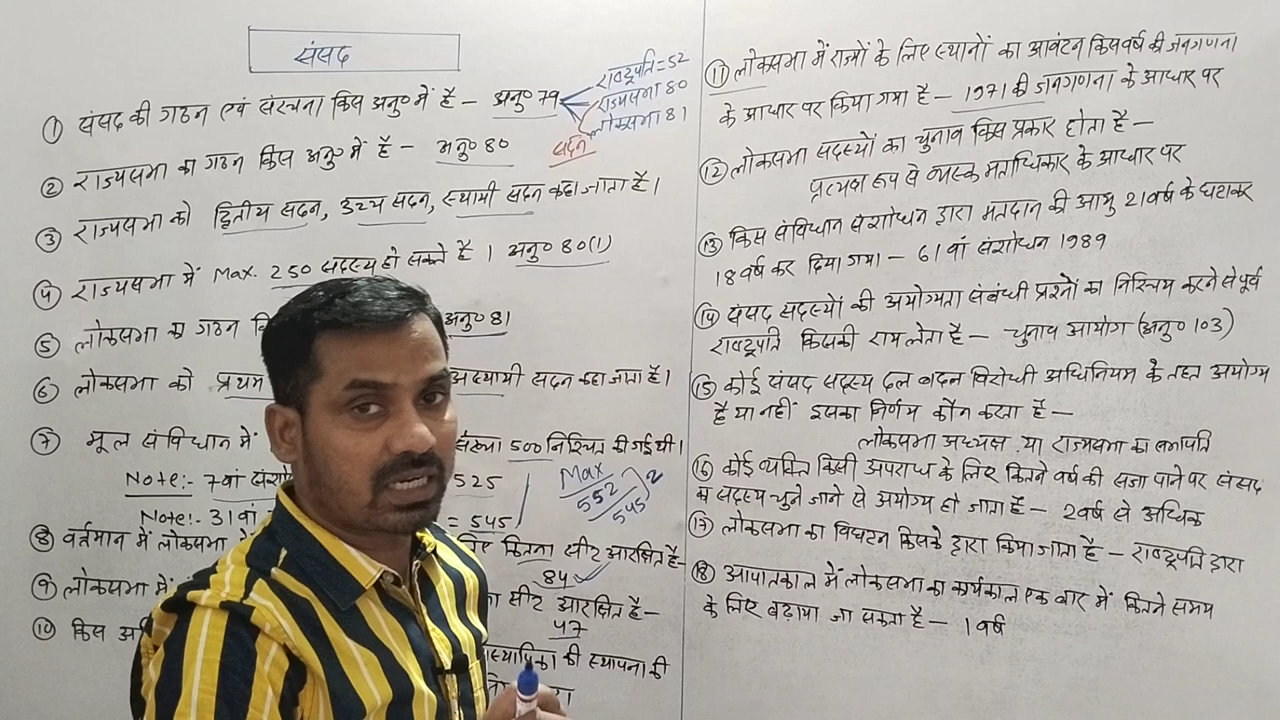 संसद
① संसद की गठन एवं संरचना किस अनु० में है – अनु० 79
राष्ट्रपति = 52
राज्यसभा 80
लोकसभा 81
सदन
② राज्यसभा का गठन किस अनु० में है – अनु० 80
③ राज्यसभा को द्वितीय सदन, उच्च सदन, स्थायी सदन कहा जाता है।
④ राज्यसभा में Max. 250 सदस्य हो सकते है । अनु० 80(1)
⑤ लोकसभा का गठन अनु० 81
⑥ लोकसभा को प्रथम अस्थायी सदन कहा जाता है।
⑦ मूल संविधान में संख्या 500 निश्चित की गई थी।
Note:- 7वां 525
Note:- 31वां = 545
Max 552 545 2
⑧ वर्तमान में लोकसभा में लिए कितना सीट आरक्षित है-
84
⑨ लोकसभा में का सीट आरक्षित है-
47
⑩ किस की स्थापना की
⑪ लोकसभा में राज्यों के लिए स्थानों का आवंटन किस वर्ष की जनगणना
के आधार पर किया गया है – 1971 की जनगणना के आधार पर
⑫ लोकसभा सदस्यों का चुनाव किस प्रकार होता है –
प्रत्यक्ष रूप से व्यस्क मताधिकार के आधार पर
⑬ किस संविधान संशोधन द्वारा मतदान की आयु 21 वर्ष के घटाकर
18 वर्ष कर दिया गया – 61 वां संशोधन 1989
⑭ संसद सदस्यों की अयोग्यता संबंधी प्रश्नों का निश्चिय करने से पूर्व
राष्ट्रपति किसकी राय लेता है – चुनाव आयोग (अनु० 103)
⑮ कोई संसद सदस्य दल बदल विरोधी अधिनियम के तहत अयोग्य
है या नहीं इसका निर्णय कौन करता है –
लोकसभा अध्यक्ष या राज्यसभा का सभापति
⑯ कोई व्यक्ति किसी अपराध के लिए कितने वर्ष की सजा पाने पर संसद
का सदस्य चुने जाने से अयोग्य हो जाता है – 2 वर्ष से अधिक
⑰ लोकसभा का विघटन किसके द्वारा किया जाता है – राष्ट्रपति द्वारा
⑱ आपातकाल में लोकसभा का कार्यकाल एक बार में कितने समय
के लिए बढ़ाया जा सकता है – 1 वर्ष